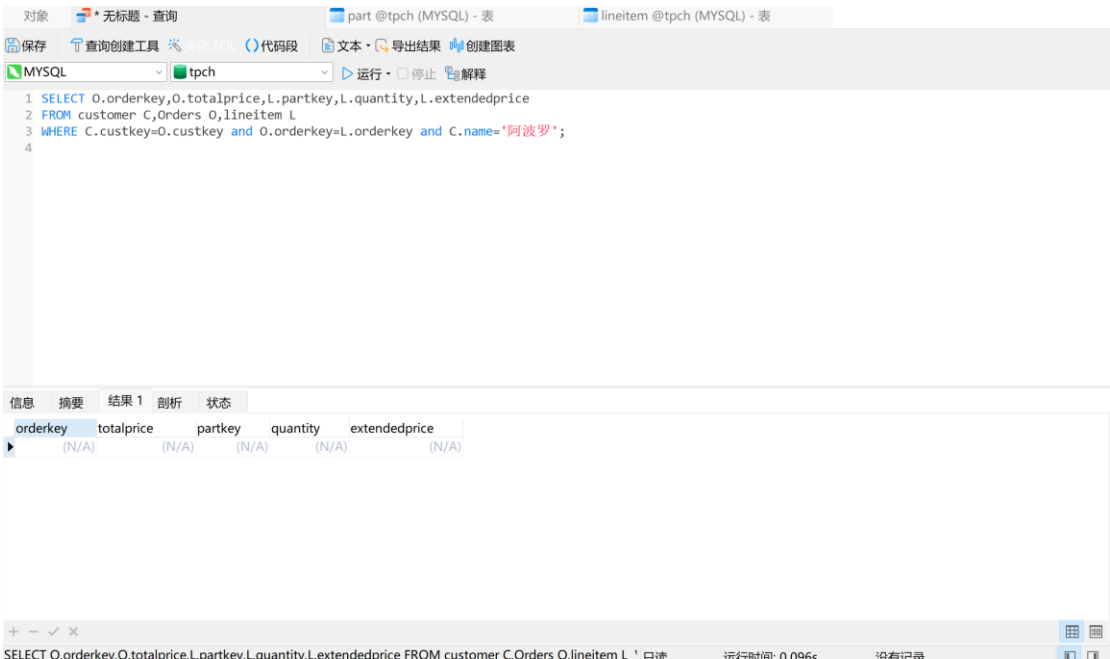 对象 * 无标题 - 查询 part @tpch (MYSQL) - 表 lineitem @tpch (MYSQL) - 表
保存 查询创建工具 美化 SQL ()代码段 文本 · 导出结果 创建图表
MYSQL tpch 运行 · 停止 解释
1 SELECT O.orderkey,O.totalprice,L.partkey,L.quantity,L.extendedprice
2 FROM customer C,Orders O,lineitem L
3 WHERE C.custkey=O.custkey and O.orderkey=L.orderkey and C.name='阿波罗';
4
信息 摘要 结果 1 剖析 状态
orderkey totalprice partkey quantity extendedprice
(N/A) (N/A) (N/A) (N/A) (N/A)
SELECT O.orderkey,O.totalprice,L.partkey,L.quantity,L.extendedprice FROM customer C,Orders O,lineitem L 只读 运行时间: 0.096s 没有记录